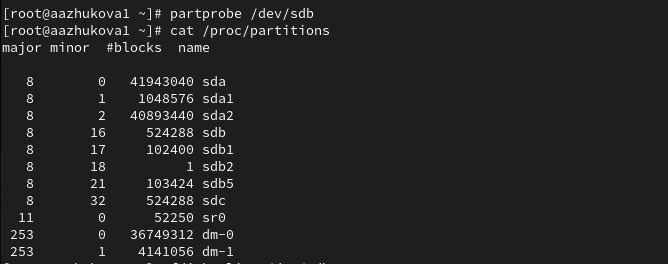 [root@aazhukova1 ~]# partprobe /dev/sdb
[root@aazhukova1 ~]# cat /proc/partitions
major minor  #blocks  name

   8        0   41943040 sda
   8        1    1048576 sda1
   8        2   40893440 sda2
   8       16     524288 sdb
   8       17     102400 sdb1
   8       18          1 sdb2
   8       21     103424 sdb5
   8       32     524288 sdc
  11        0      52250 sr0
 253        0   36749312 dm-0
 253        1    4141056 dm-1